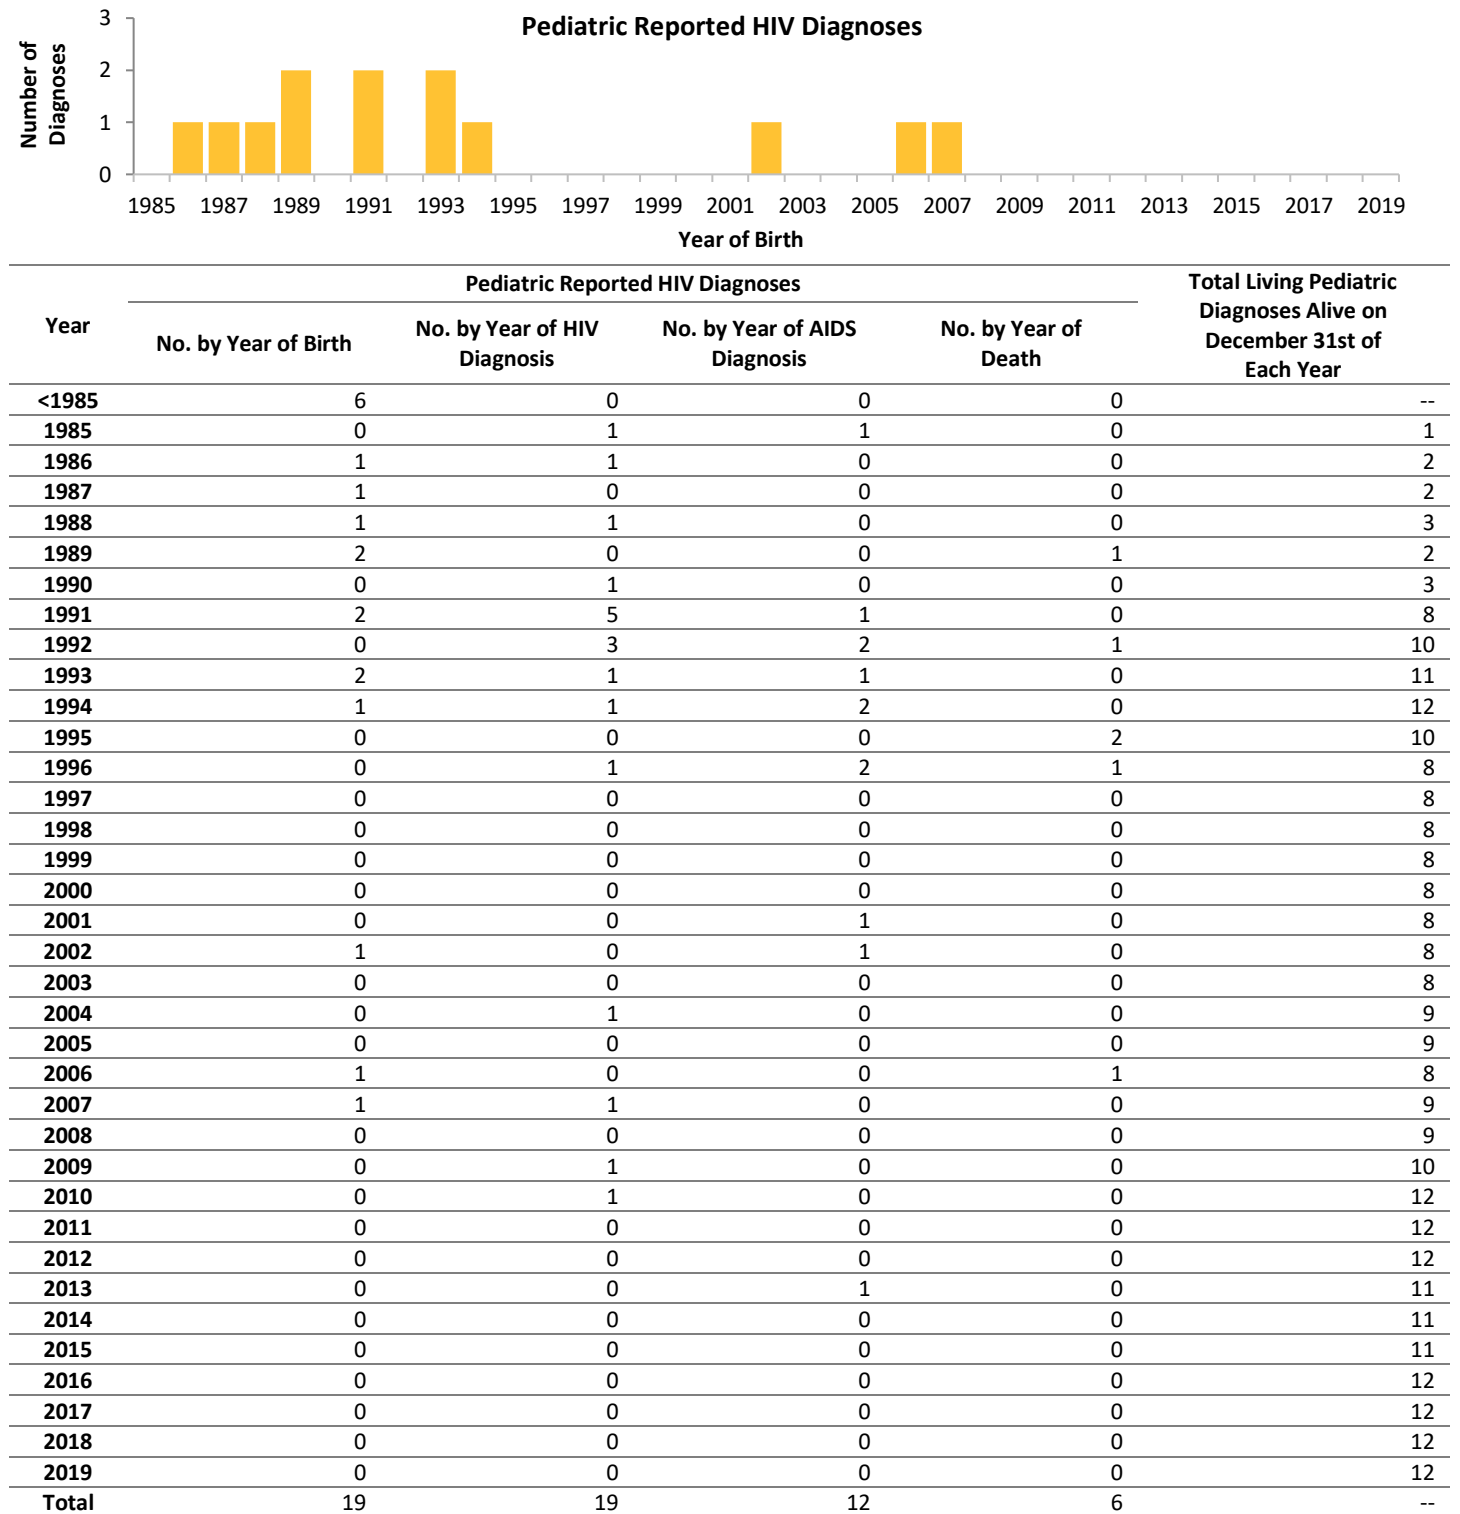 Pediatric Reported HIV Diagnoses
Number of
Diagnoses
3
2
1
0
1985 1987 1989 1991 1993 1995 1997 1999 2001 2003 2005 2007 2009 2011 2013 2015 2017 2019
Year of Birth
Year
Pediatric Reported HIV Diagnoses
No. by Year of Birth
No. by Year of HIV
Diagnosis
No. by Year of AIDS
Diagnosis
No. by Year of
Death
Total Living Pediatric
Diagnoses Alive on
December 31st of
Each Year
<1985 6 0 0 0 --
1985 0 1 1 0 1
1986 1 1 0 0 2
1987 1 0 0 0 2
1988 1 1 0 0 3
1989 2 0 0 1 2
1990 0 1 0 0 3
1991 2 5 1 0 8
1992 0 3 2 1 10
1993 2 1 1 0 11
1994 1 1 2 0 12
1995 0 0 0 2 10
1996 0 1 2 1 8
1997 0 0 0 0 8
1998 0 0 0 0 8
1999 0 0 0 0 8
2000 0 0 0 0 8
2001 0 0 1 0 8
2002 1 0 1 0 8
2003 0 0 0 0 8
2004 0 1 0 0 9
2005 0 0 0 0 9
2006 1 0 0 1 8
2007 1 1 0 0 9
2008 0 0 0 0 9
2009 0 1 0 0 10
2010 0 1 0 0 12
2011 0 0 0 0 12
2012 0 0 0 0 12
2013 0 0 1 0 11
2014 0 0 0 0 11
2015 0 0 0 0 11
2016 0 0 0 0 12
2017 0 0 0 0 12
2018 0 0 0 0 12
2019 0 0 0 0 12
Total 19 19 12 6 --